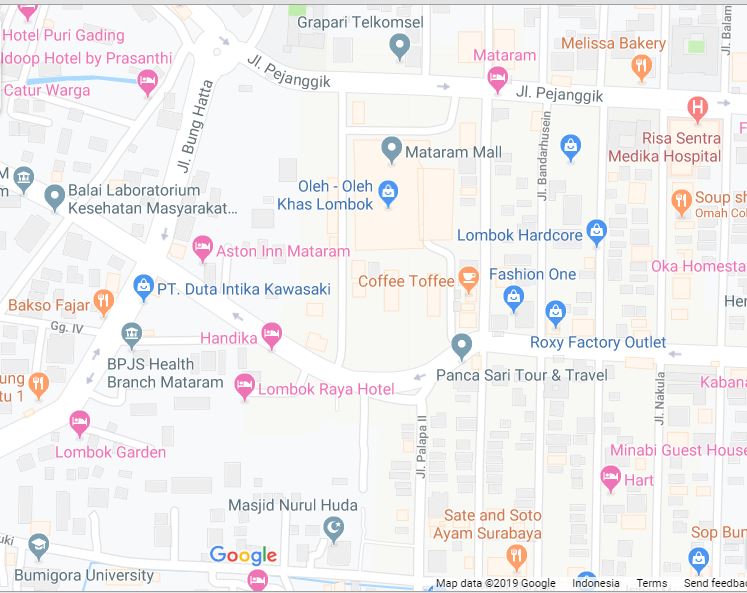 Grapari Telkomsel
Hotel Puri Gading
Idoop Hotel by Prasanthi
Catur Warga
Jl. Pejanggik
Mataram
Melissa Bakery
Jl. Balam
Jl. Pejanggik
Jl. Bung Hatta
H
Risa Sentra
Medika Hospital
F
Mataram Mall
Jl. Bandarhusein
M
m
Balai Laboratorium
Kesehatan Masyarakat...
Oleh - Oleh
Khas Lombok
Soup sh
Omah Col
Aston Inn Mataram
Lombok Hardcore
Oka Homesta
PT. Duta Intika Kawasaki
Coffee Toffee
Fashion One
Bakso Fajar
Her
Gg. IV
Handika
Roxy Factory Outlet
BPJS Health
Branch Mataram
Panca Sari Tour & Travel
ung
tu 1
Lombok Raya Hotel
Kabana
Jl. Nakula
Lombok Garden
Jl. Palapa II
Minabi Guest House
Hart
Masjid Nurul Huda
Sate and Soto
Ayam Surabaya
Sop Bun
uki
Google
Bumigora University
Map data ©2019 Google
Indonesia
Terms
Send feedba